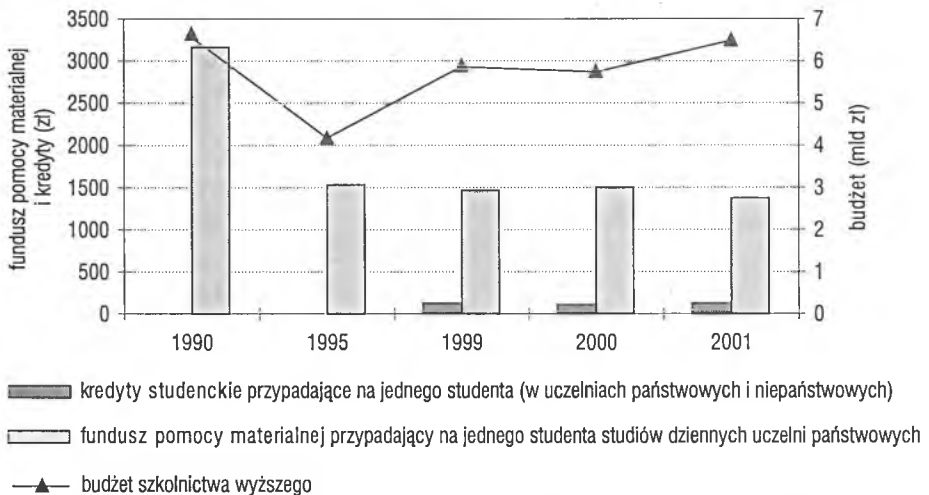 fundusz pomocy materialnej
i kredyty (zł)
3500
3000
2500
2000
1500
1000
500
0
7
6
5
4
3
2
1
0
budżet (mld zł)
1990 1995 1999 2000 2001
kredyty studenckie przypadające na jednego studenta (w uczelniach państwowych i niepaństwowych)
fundusz pomocy materialnej przypadający na jednego studenta studiów dziennych uczelni państwowych
budżet szkolnictwa wyższego